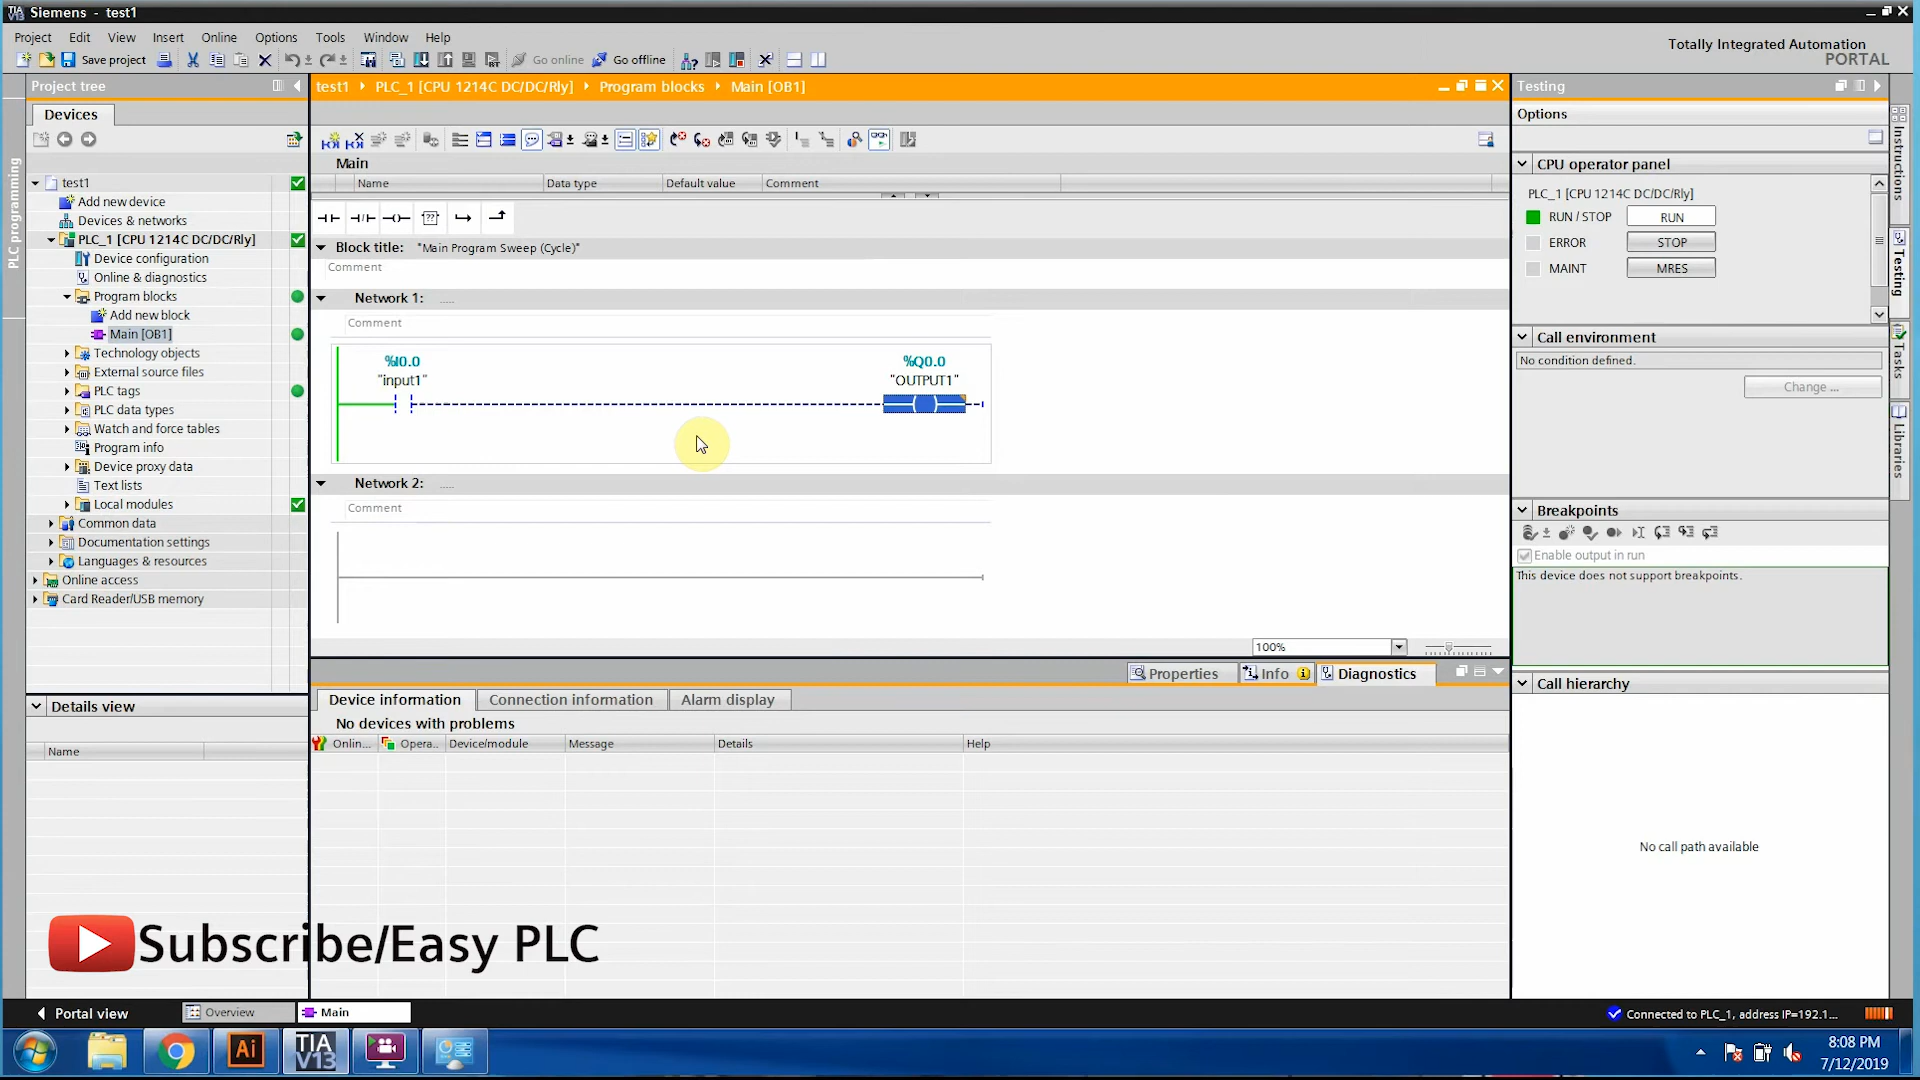 Siemens - test1
Project Edit View Insert Online Options Tools Window Help
Totally Integrated Automation
PORTAL
Save project
Go online
Go offline
Project tree
test1 PLC_1 [CPU 1214C DC/DC/Rly] Program blocks Main [OB1]
Testing
Devices
Options
PLC programming
Main
Name Data type Default value Comment
CPU operator panel
PLC_1 [CPU 1214C DC/DC/Rly]
RUN / STOP RUN
ERROR STOP
MAINT MRES
test1
Add new device
Devices & networks
PLC_1 [CPU 1214C DC/DC/Rly]
Device configuration
Online & diagnostics
Program blocks
Add new block
Main [OB1]
Technology objects
External source files
PLC tags
PLC data types
Watch and force tables
Program info
Device proxy data
Text lists
Local modules
Common data
Documentation settings
Languages & resources
Online access
Card Reader/USB memory
Block title: "Main Program Sweep (Cycle)"
Comment
Network 1: .....
Comment
%I0.0
"input1"
%Q0.0
"OUTPUT1"
Network 2: .....
Comment
100%
Call environment
No condition defined.
Change ...
Breakpoints
Enable output in run
This device does not support breakpoints.
Call hierarchy
No call path available
Instructions
Testing
Tasks
Libraries
Properties Info Diagnostics
Device information Connection information Alarm display
No devices with problems
Onlin... Opera.. Device/module Message Details Help
Details view
Name
Subscribe/Easy PLC
Portal view Overview Main
Connected to PLC_1, address IP=192.1...
Ai
TIA
V13
8:08 PM
7/12/2019